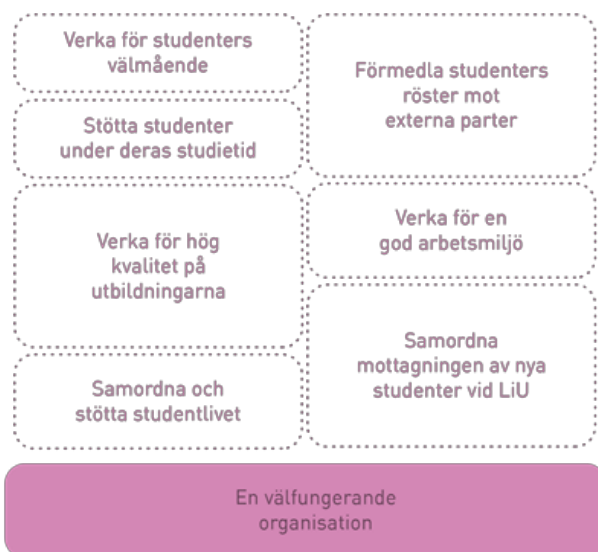 Verka för studenters
välmående
Stötta studenter
under deras studietid
Verka för hög
kvalitet på
utbildningarna
Samordna och
stötta studentlivet
Förmedla studenters
röster mot
externa parter
Verka för en
god arbetsmiljö
Samordna
mottagningen av nya
studenter vid LiU
En välfungerande
organisation